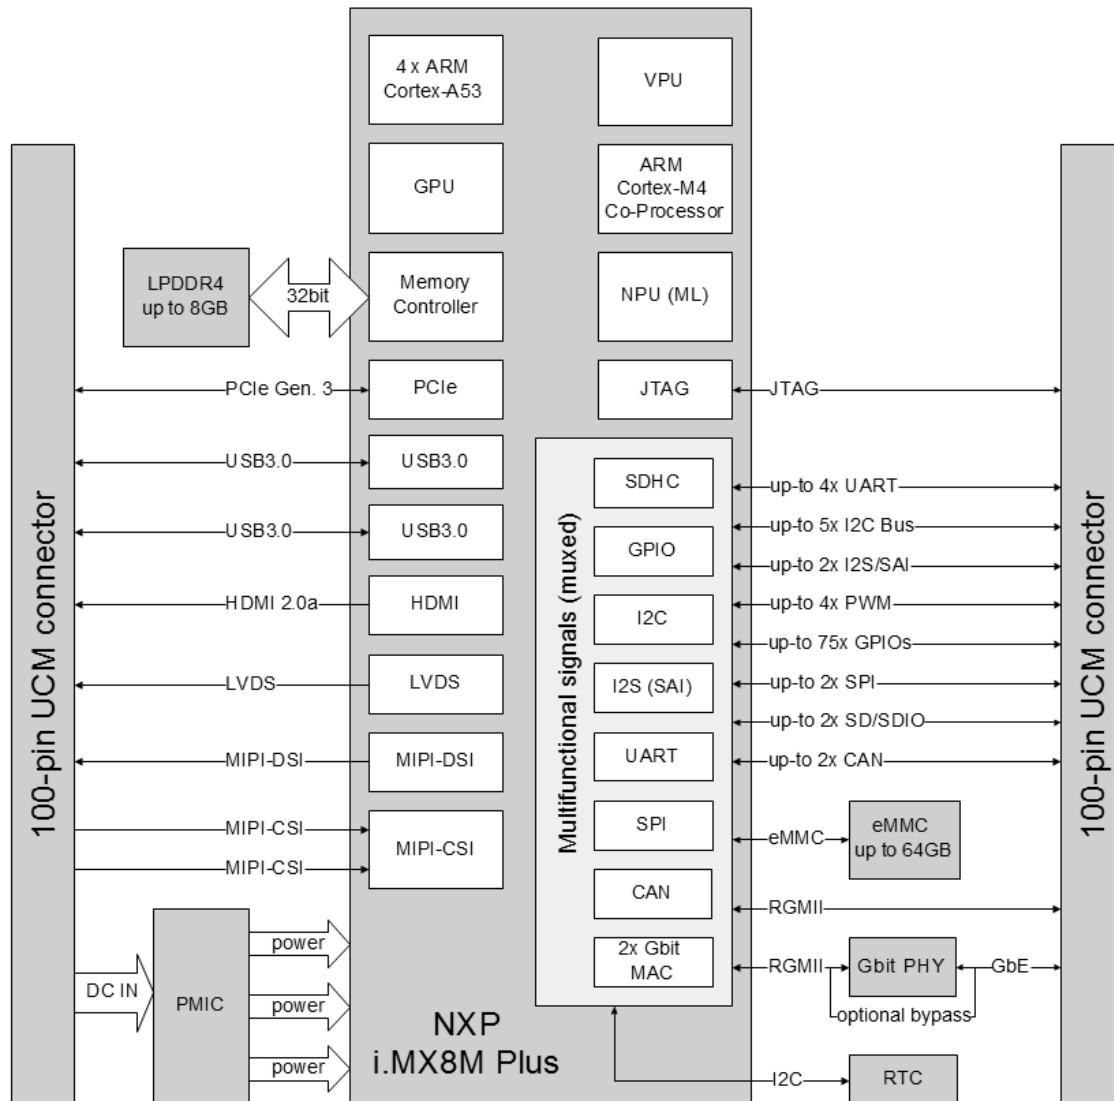 4 x ARM
Cortex-A53
VPU
GPU
ARM
Cortex-M4
Co-Processor
LPDDR4
up to 8GB
32bit
Memory
Controller
NPU (ML)
PCIe Gen. 3
PCIe
JTAG
JTAG
USB3.0
USB3.0
USB3.0
USB3.0
HDMI 2.0a
HDMI
LVDS
LVDS
MIPI-DSI
MIPI-DSI
MIPI-CSI
MIPI-CSI
MIPI-CSI
100-pin UCM connector
DC IN
PMIC
power
power
power
NXP
i.MX8M Plus
Multifunctional signals (muxed)
SDHC
GPIO
I2C
I2S (SAI)
UART
SPI
CAN
2x Gbit
MAC
up-to 4x UART
up-to 5x I2C Bus
up-to 2x I2S/SAI
up-to 4x PWM
up-to 75x GPIOs
up-to 2x SPI
up-to 2x SD/SDIO
up-to 2x CAN
eMMC
eMMC
up to 64GB
RGMII
RGMII
Gbit PHY
GbE
optional bypass
I2C
RTC
100-pin UCM connector